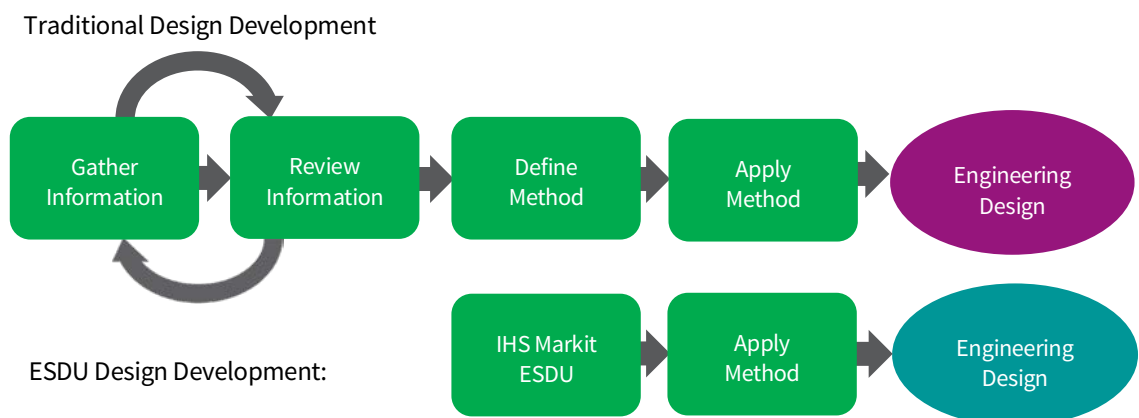 Traditional Design Development
Gather
Information
Review
Information
Define
Method
Apply
Method
Engineering
Design
IHS Markit
ESDU
Apply
Method
Engineering
Design
ESDU Design Development: